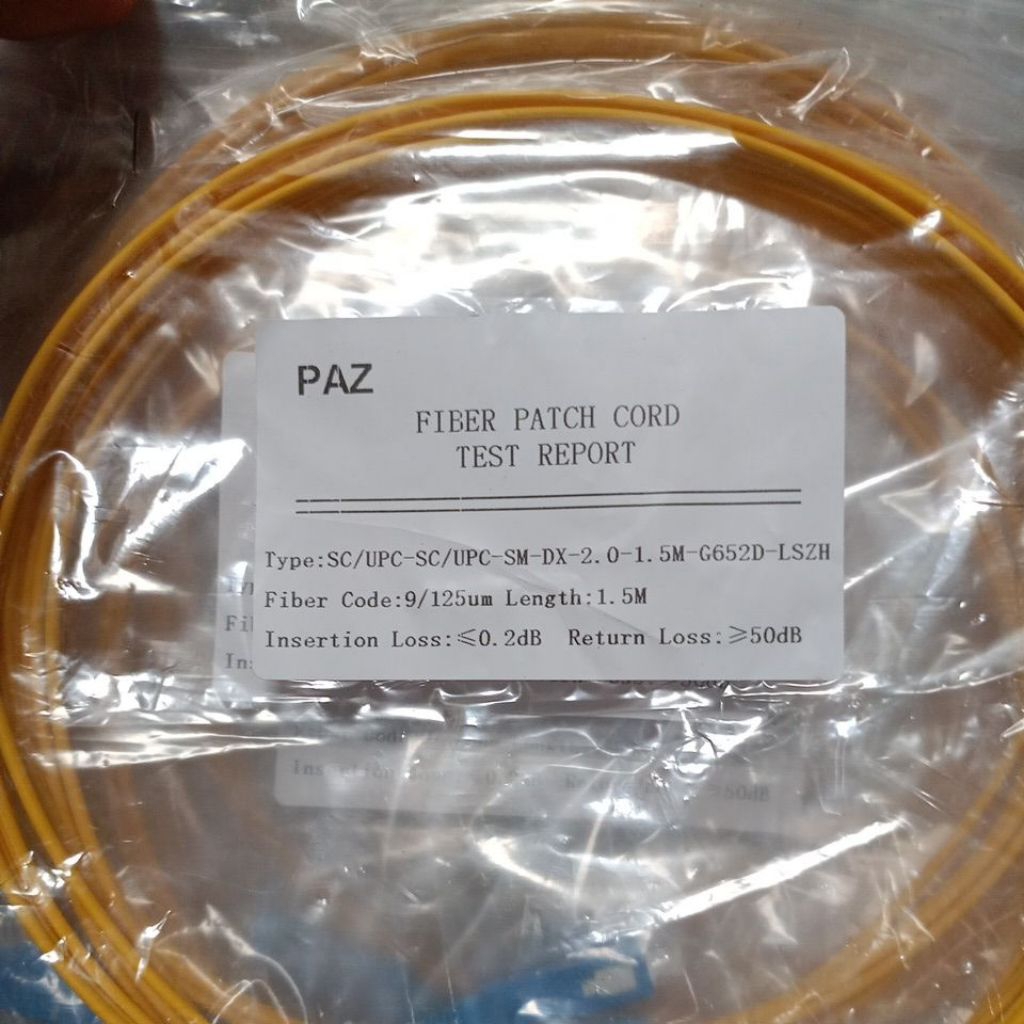 PAZ
FIBER PATCH CORD
TEST REPORT
Type:SC/UPC-SC/UPC-SM-DX-2.0-1.5M-G652D-LSZH
Fiber Code:9/125um Length:1.5M
Insertion Loss:≤0.2dB Return Loss:≥50dB